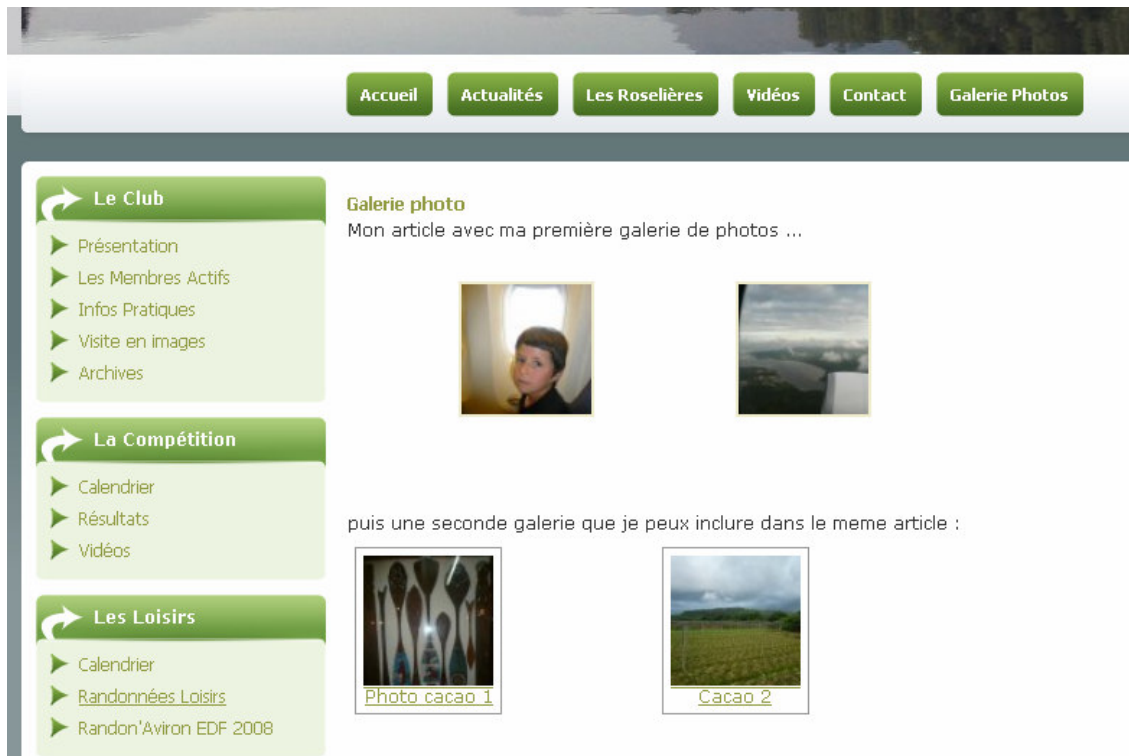 Accueil Actualités Les Roselières Vidéos Contact Galerie Photos
Le Club
Présentation
Les Membres Actifs
Infos Pratiques
Visite en images
Archives
La Compétition
Calendrier
Résultats
Vidéos
Les Loisirs
Calendrier
Randonnées Loisirs
Randon'Aviron EDF 2008
Galerie photo
Mon article avec ma première galerie de photos ...
puis une seconde galerie que je peux inclure dans le meme article :
Photo cacao 1 Cacao 2